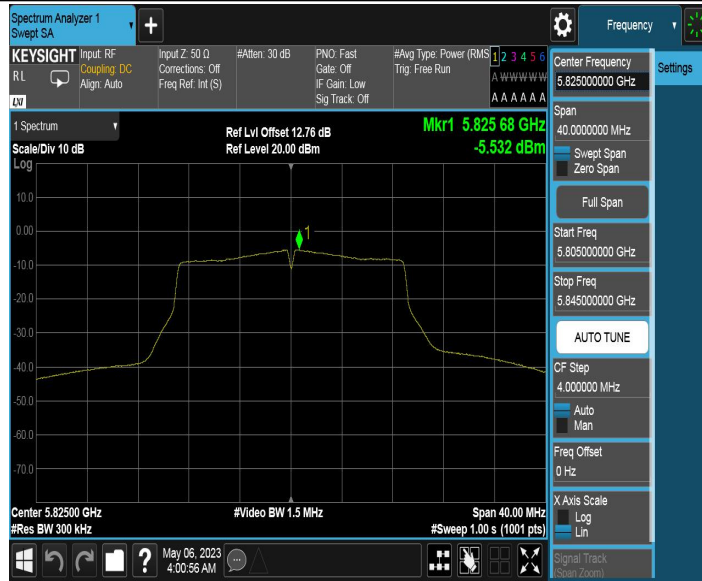 Spectrum Analyzer 1
Swept SA
Frequency
KEYSIGHT
RL
LXI
Input: RF
Coupling: DC
Align: Auto
Input Z: 50 Ω
Corrections: Off
Freq Ref: Int (S)
#Atten: 30 dB
PNO: Fast
Gate: Off
IF Gain: Low
Sig Track: Off
#Avg Type: Power (RMS
Trig: Free Run
1 2 3 4 5 6
A W W W W W
A A A A A A
Settings
Center Frequency
5.825000000 GHz
Span
40.0000000 MHz
Swept Span
Zero Span
Full Span
Start Freq
5.805000000 GHz
Stop Freq
5.845000000 GHz
AUTO TUNE
CF Step
4.000000 MHz
Auto
Man
Freq Offset
0 Hz
X Axis Scale
Log
Lin
Signal Track
(Span Zoom)
1 Spectrum
Scale/Div 10 dB
Ref Lvl Offset 12.76 dB
Ref Level 20.00 dBm
Mkr1 5.825 68 GHz
-5.532 dBm
Log
10.0
0.00
-10.0
-20.0
-30.0
-40.0
-50.0
-60.0
-70.0
1
Center 5.82500 GHz
#Video BW 1.5 MHz
Span 40.00 MHz
#Res BW 300 kHz
#Sweep 1.00 s (1001 pts)
?
May 06, 2023
4:00:56 AM